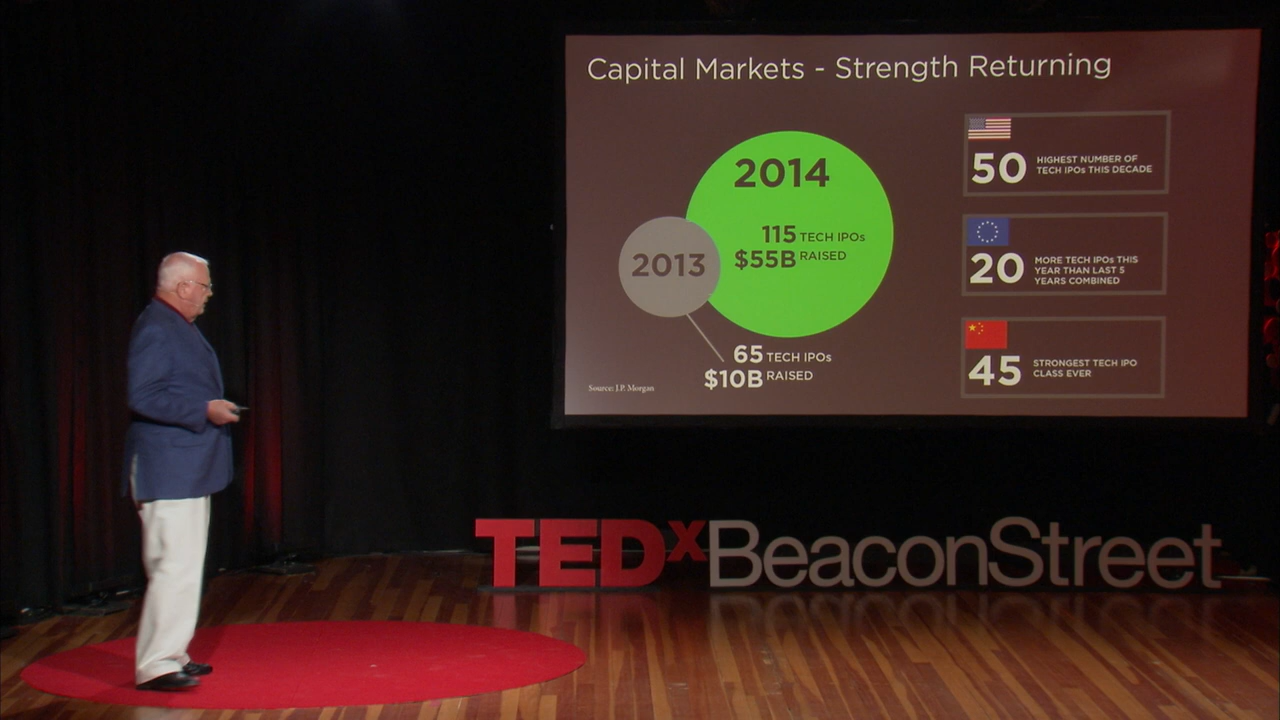 Capital Markets - Strength Returning
2014
115 TECH IPOs
$55B RAISED
2013
65 TECH IPOs
$10B RAISED
Source: J.P. Morgan
50 HIGHEST NUMBER OF
TECH IPOs THIS DECADE
20 MORE TECH IPOs THIS
YEAR THAN LAST 5
YEARS COMBINED
45 STRONGEST TECH IPO
CLASS EVER
TEDxBeaconStreet